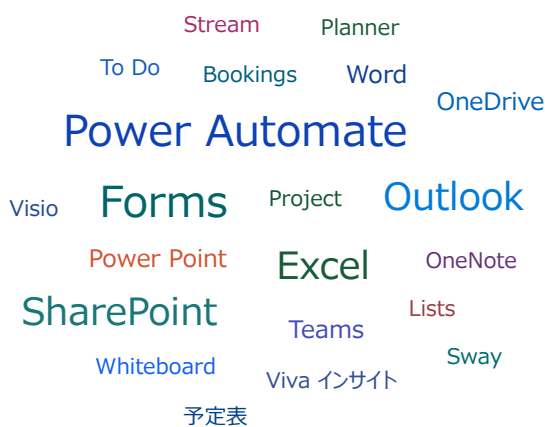 Stream
Planner
To Do
Bookings
Word
OneDrive
Power Automate
Visio
Forms
Project
Outlook
Power Point
Excel
OneNote
SharePoint
Teams
Lists
Whiteboard
Viva インサイト
Sway
予定表